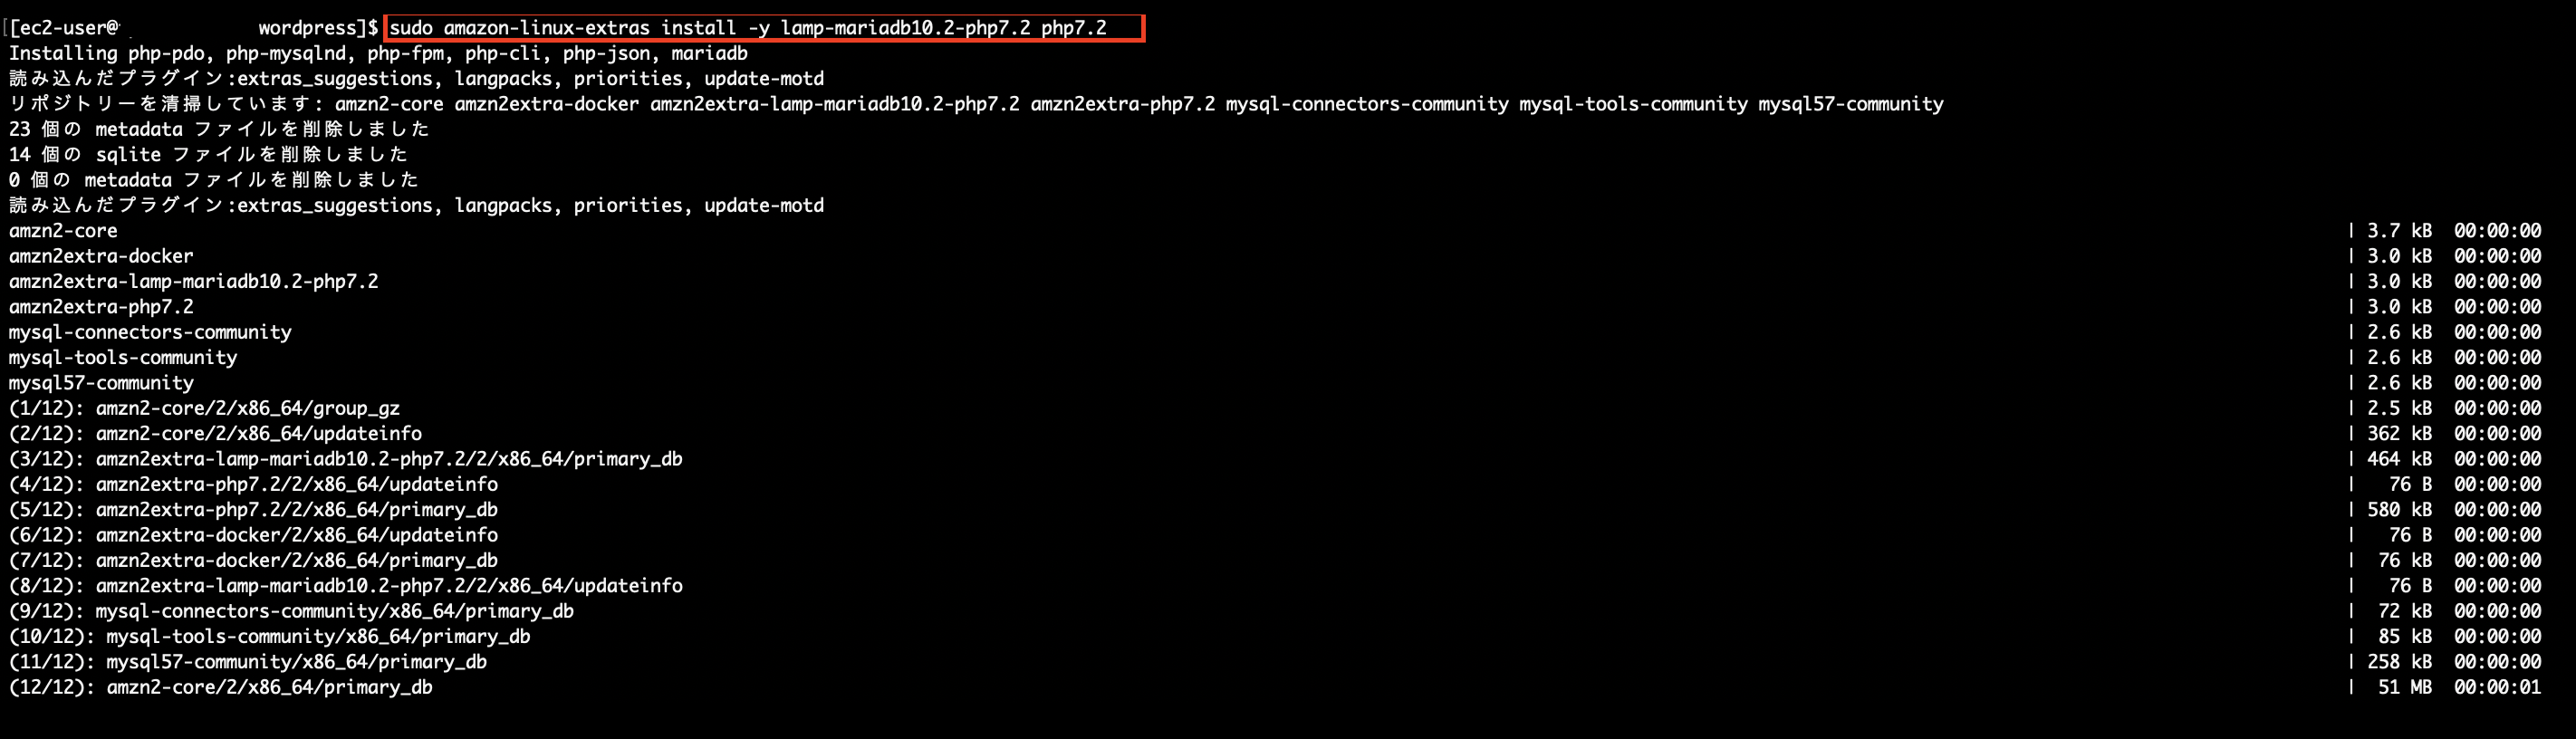 [[ec2-user@ wordpress]$ sudo amazon-linux-extras install -y lamp-mariadb10.2-php7.2 php7.2
Installing php-pdo, php-mysqlnd, php-fpm, php-cli, php-json, mariadb
読み込んだプラグイン:extras_suggestions, langpacks, priorities, update-motd
リポジトリーを清掃しています: amzn2-core amzn2extra-docker amzn2extra-lamp-mariadb10.2-php7.2 amzn2extra-php7.2 mysql-connectors-community mysql-tools-community mysql57-community
23 個の metadata ファイルを削除しました
14 個の sqlite ファイルを削除しました
0 個の metadata ファイルを削除しました
読み込んだプラグイン:extras_suggestions, langpacks, priorities, update-motd
amzn2-core | 3.7 kB 00:00:00
amzn2extra-docker | 3.0 kB 00:00:00
amzn2extra-lamp-mariadb10.2-php7.2 | 3.0 kB 00:00:00
amzn2extra-php7.2 | 3.0 kB 00:00:00
mysql-connectors-community | 2.6 kB 00:00:00
mysql-tools-community | 2.6 kB 00:00:00
mysql57-community | 2.6 kB 00:00:00
(1/12): amzn2-core/2/x86_64/group_gz | 2.5 kB 00:00:00
(2/12): amzn2-core/2/x86_64/updateinfo | 362 kB 00:00:00
(3/12): amzn2extra-lamp-mariadb10.2-php7.2/2/x86_64/primary_db | 464 kB 00:00:00
(4/12): amzn2extra-php7.2/2/x86_64/updateinfo | 76 B 00:00:00
(5/12): amzn2extra-php7.2/2/x86_64/primary_db | 580 kB 00:00:00
(6/12): amzn2extra-docker/2/x86_64/updateinfo | 76 B 00:00:00
(7/12): amzn2extra-docker/2/x86_64/primary_db | 76 kB 00:00:00
(8/12): amzn2extra-lamp-mariadb10.2-php7.2/2/x86_64/updateinfo | 76 B 00:00:00
(9/12): mysql-connectors-community/x86_64/primary_db | 72 kB 00:00:00
(10/12): mysql-tools-community/x86_64/primary_db | 85 kB 00:00:00
(11/12): mysql57-community/x86_64/primary_db | 258 kB 00:00:00
(12/12): amzn2-core/2/x86_64/primary_db | 51 MB 00:00:01